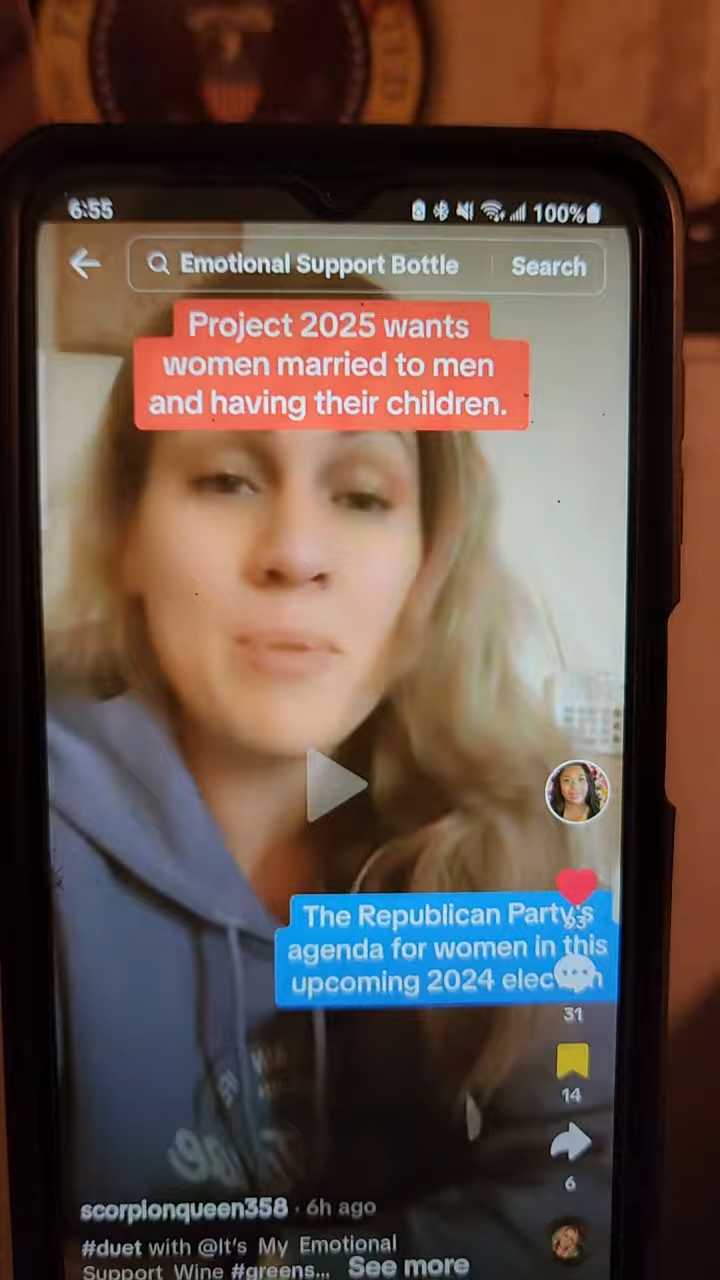 6:55
100%
Emotional Support Bottle
Search
Project 2025 wants
women married to men
and having their children.
The Republican Party's
agenda for women in this
upcoming 2024 election
93
31
14
6
scorpionqueen358 · 6h ago
#duet with @It's My Emotional
Support Wine #greens... See more